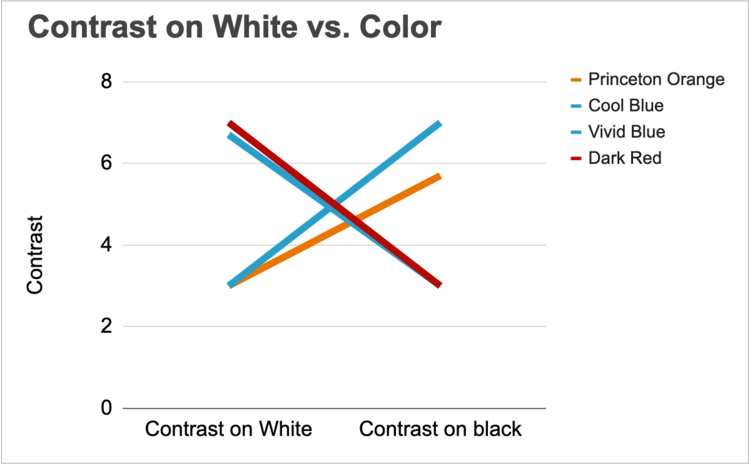 Contrast on White vs. Color
Princeton Orange
Cool Blue
Vivid Blue
Dark Red
8
6
4
2
0
Contrast
Contrast on White
Contrast on black